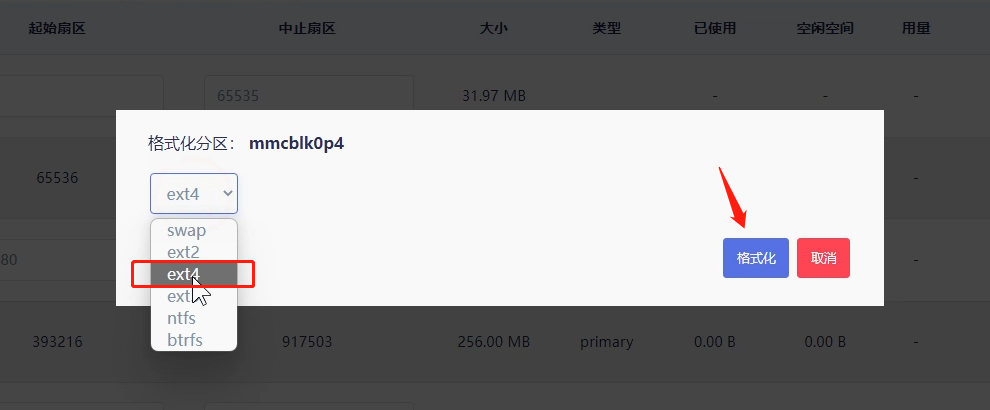 起始扇区 中止扇区 大小 类型 已使用 空闲空间 用量
65535 31.97 MB - - -
格式化分区： mmcblk0p4
65536 -
ext4
swap
ext2
80 ext4 格式化 取消 -
ext
ntfs
393216 917503 256.00 MB primary 0.00 B 0.00 B -
btrfs